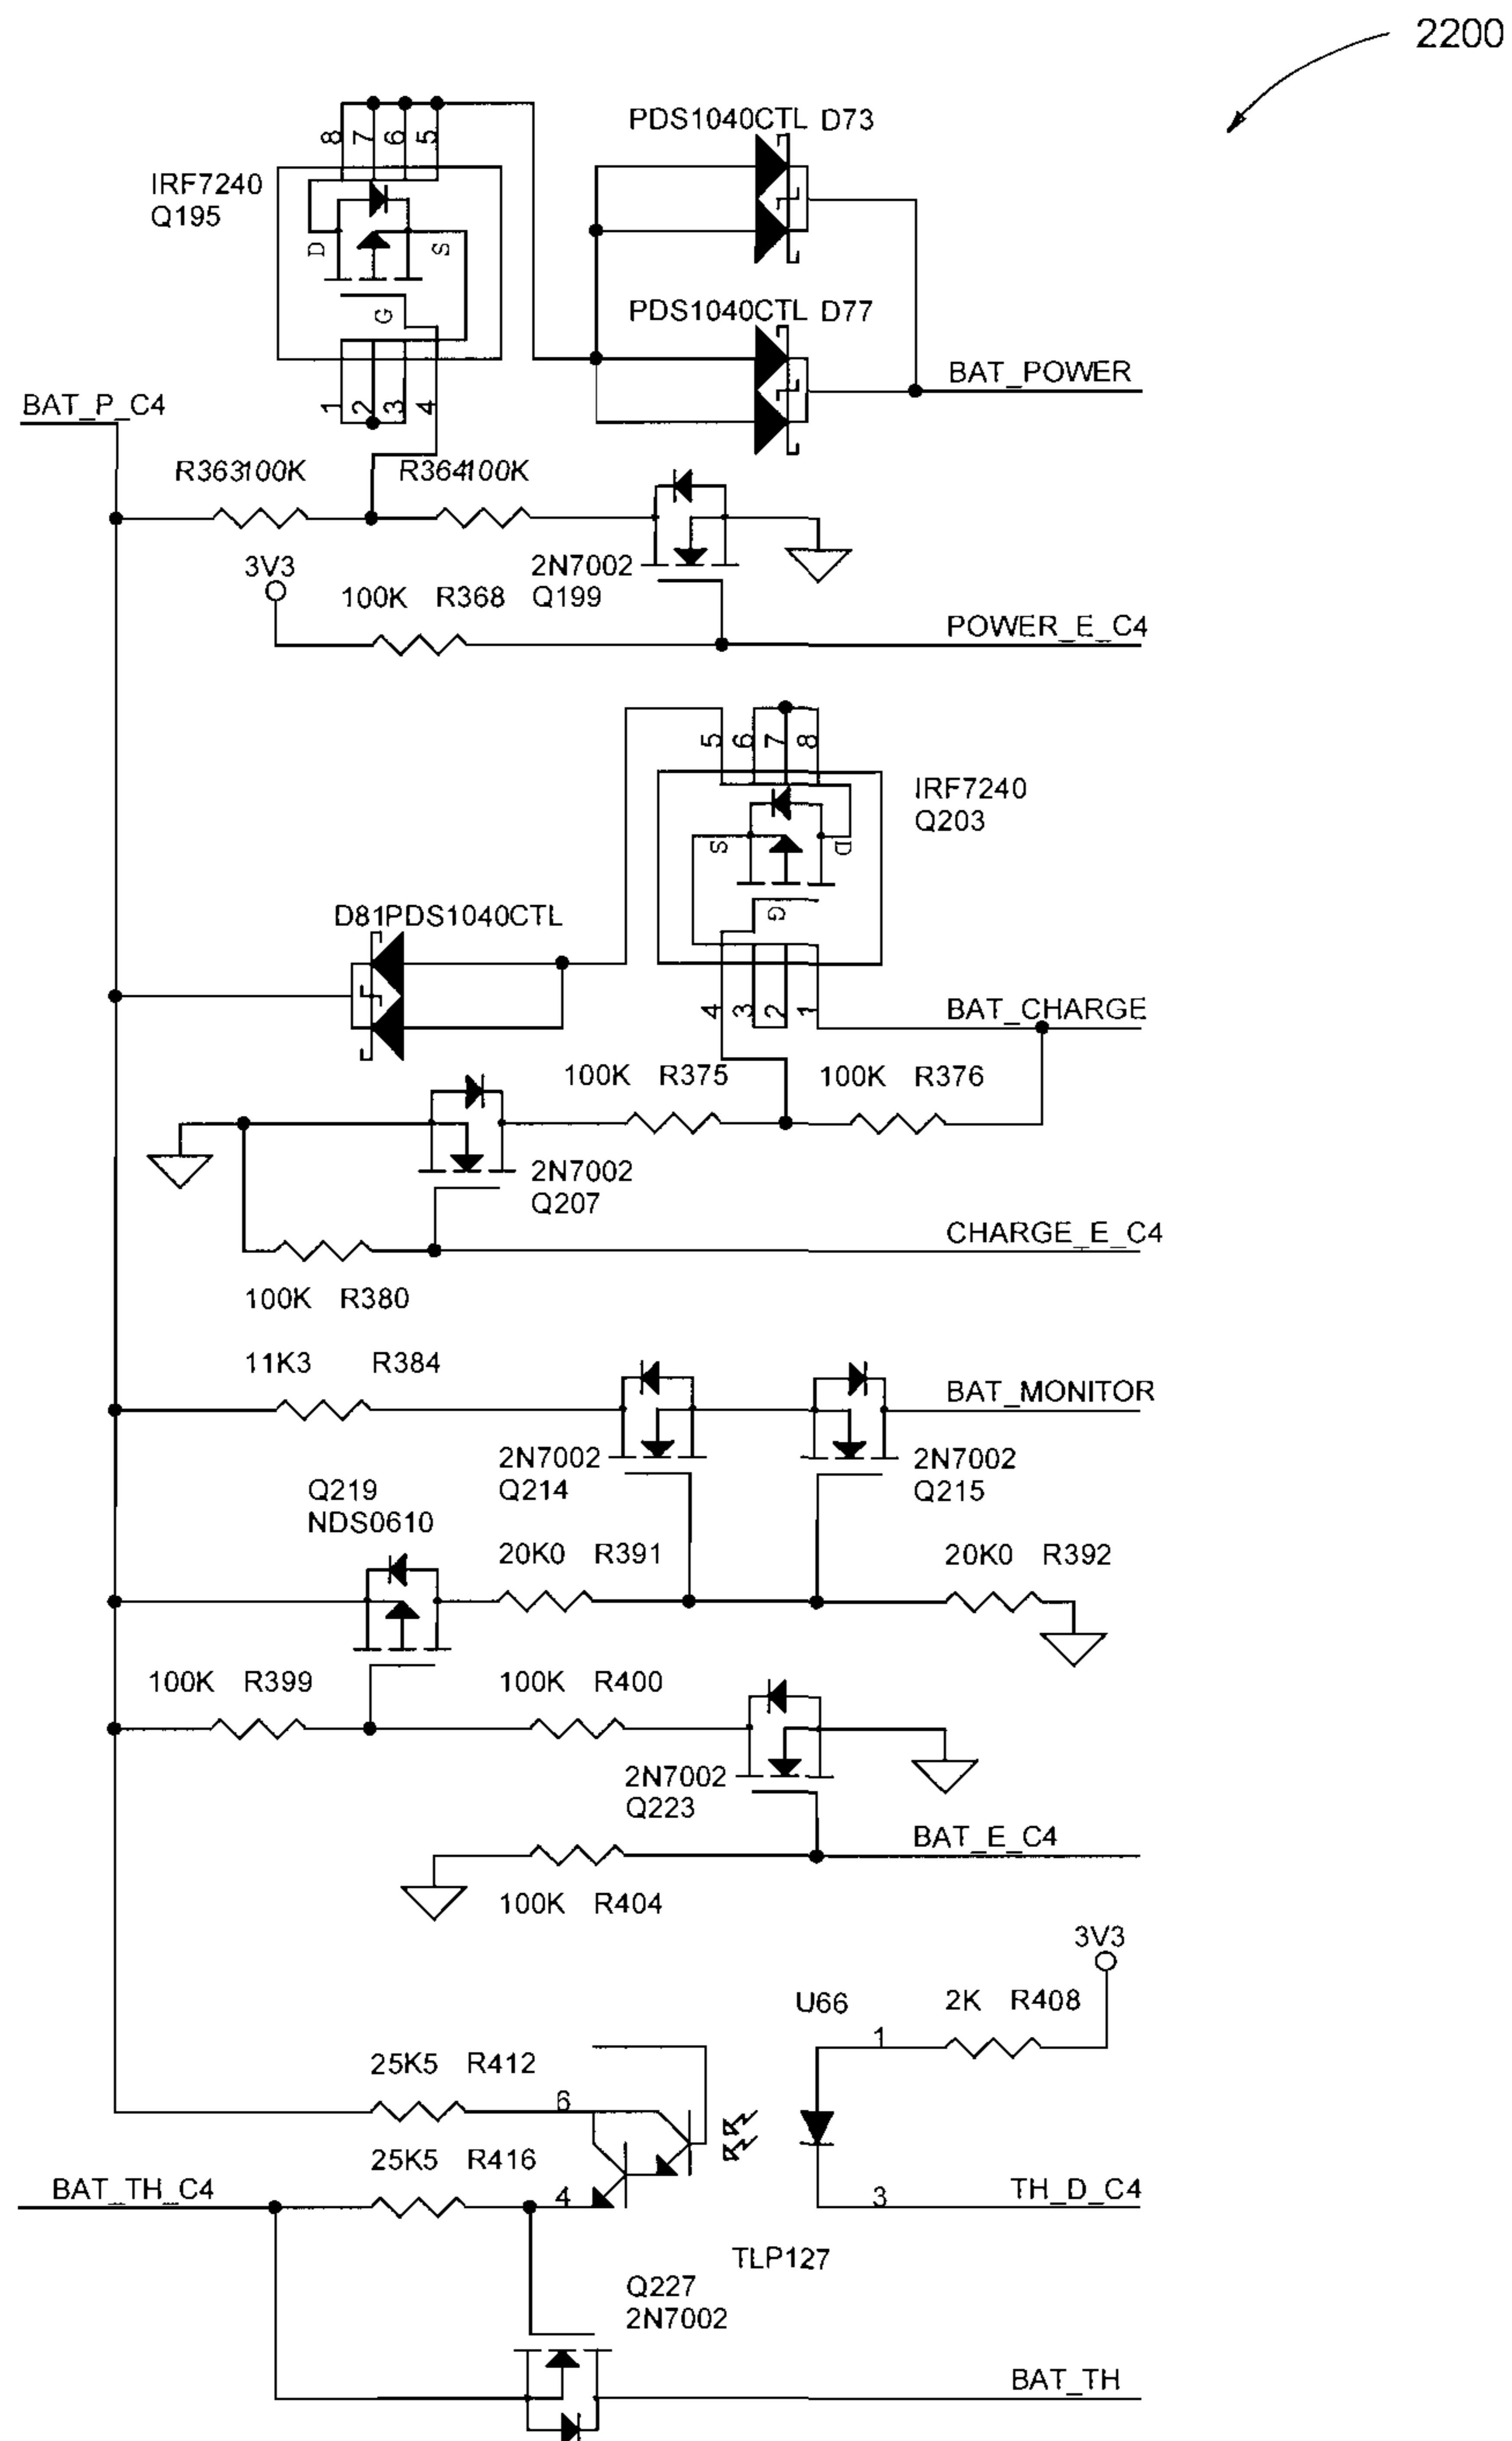 2200
PDS1040CTL D73
8 7 6 5
IRF7240
Q195
D S
G
PDS1040CTL D77
BAT_POWER
1 2 3 4
BAT_P_C4
R363100K R364100K
3V3
2N7002
Q199
100K R368
POWER_E_C4
5 6 7 8
IRF7240
Q203
S D
G
D81PDS1040CTL
4 3 2 1
BAT_CHARGE
100K R375 100K R376
2N7002
Q207
CHARGE_E_C4
100K R380
11K3 R384
BAT_MONITOR
2N7002
Q214
2N7002
Q215
Q219
NDS0610
20K0 R391
20K0 R392
100K R399 100K R400
2N7002
Q223
BAT_E_C4
100K R404
3V3
U66
2K R408
1
25K5 R412
6
25K5 R416
BAT_TH_C4
4
3
TH_D_C4
TLP127
Q227
2N7002
BAT_TH